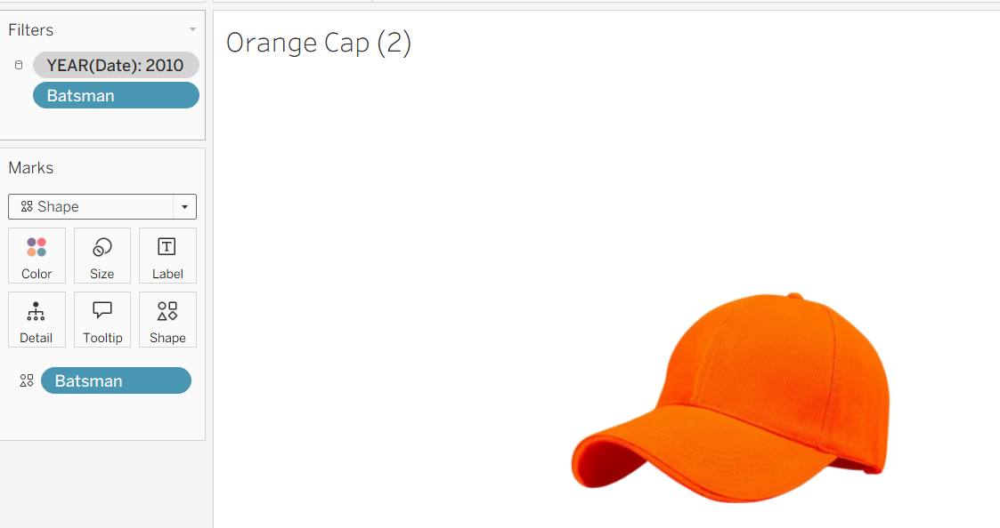 Filters
YEAR(Date): 2010
Batsman
Marks
Shape
Color
Size
Label
Detail
Tooltip
Shape
Batsman
Orange Cap (2)